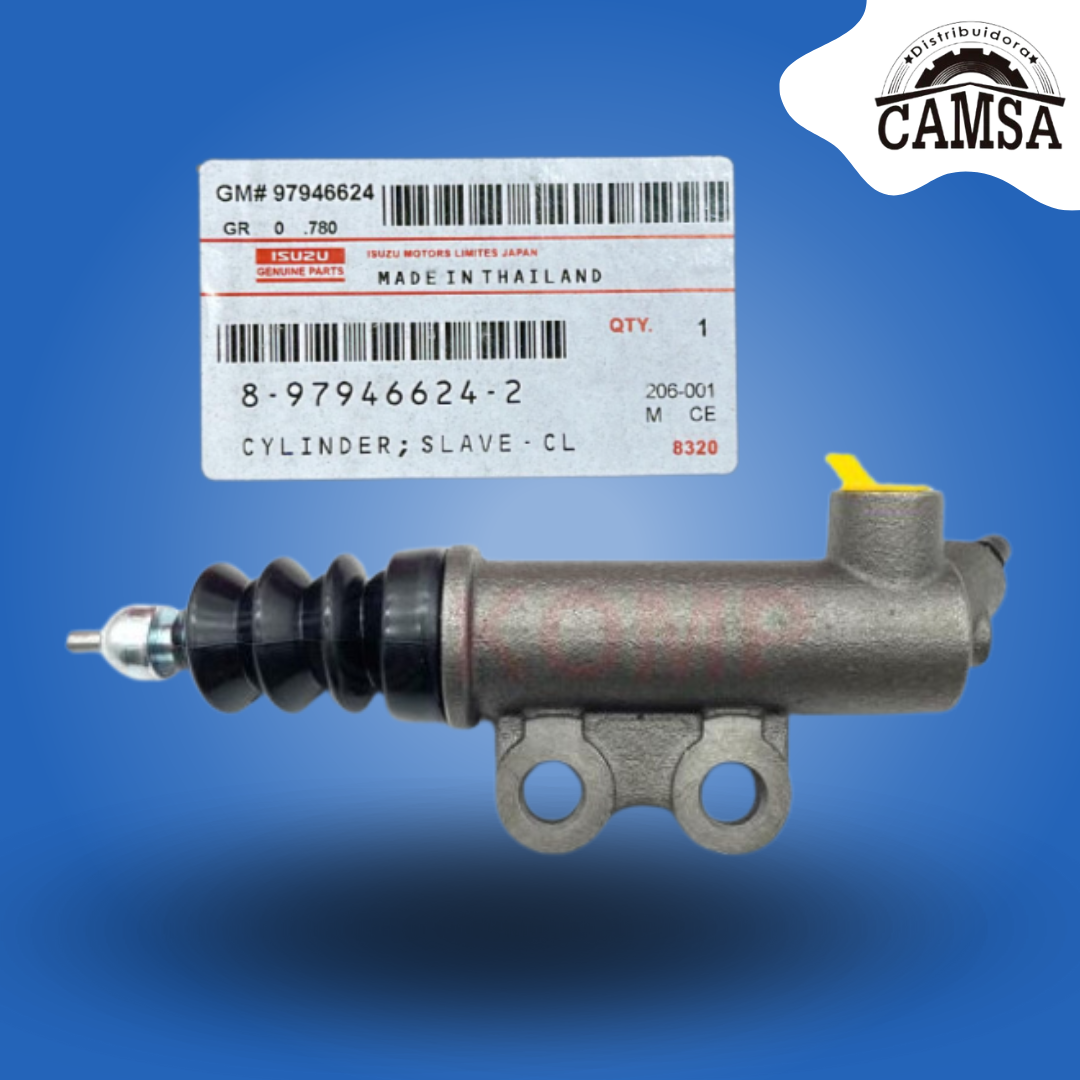 ★Distribuidora★
CAMSA
GM# 97946624
GR 0 .780
ISUZU
GENUINE PARTS
ISUZU MOTORS LIMITES JAPAN
MADE IN THAILAND
QTY. 1
8-97946624-2
206-001
M CE
CYLINDER; SLAVE - CL
8320
KOMP